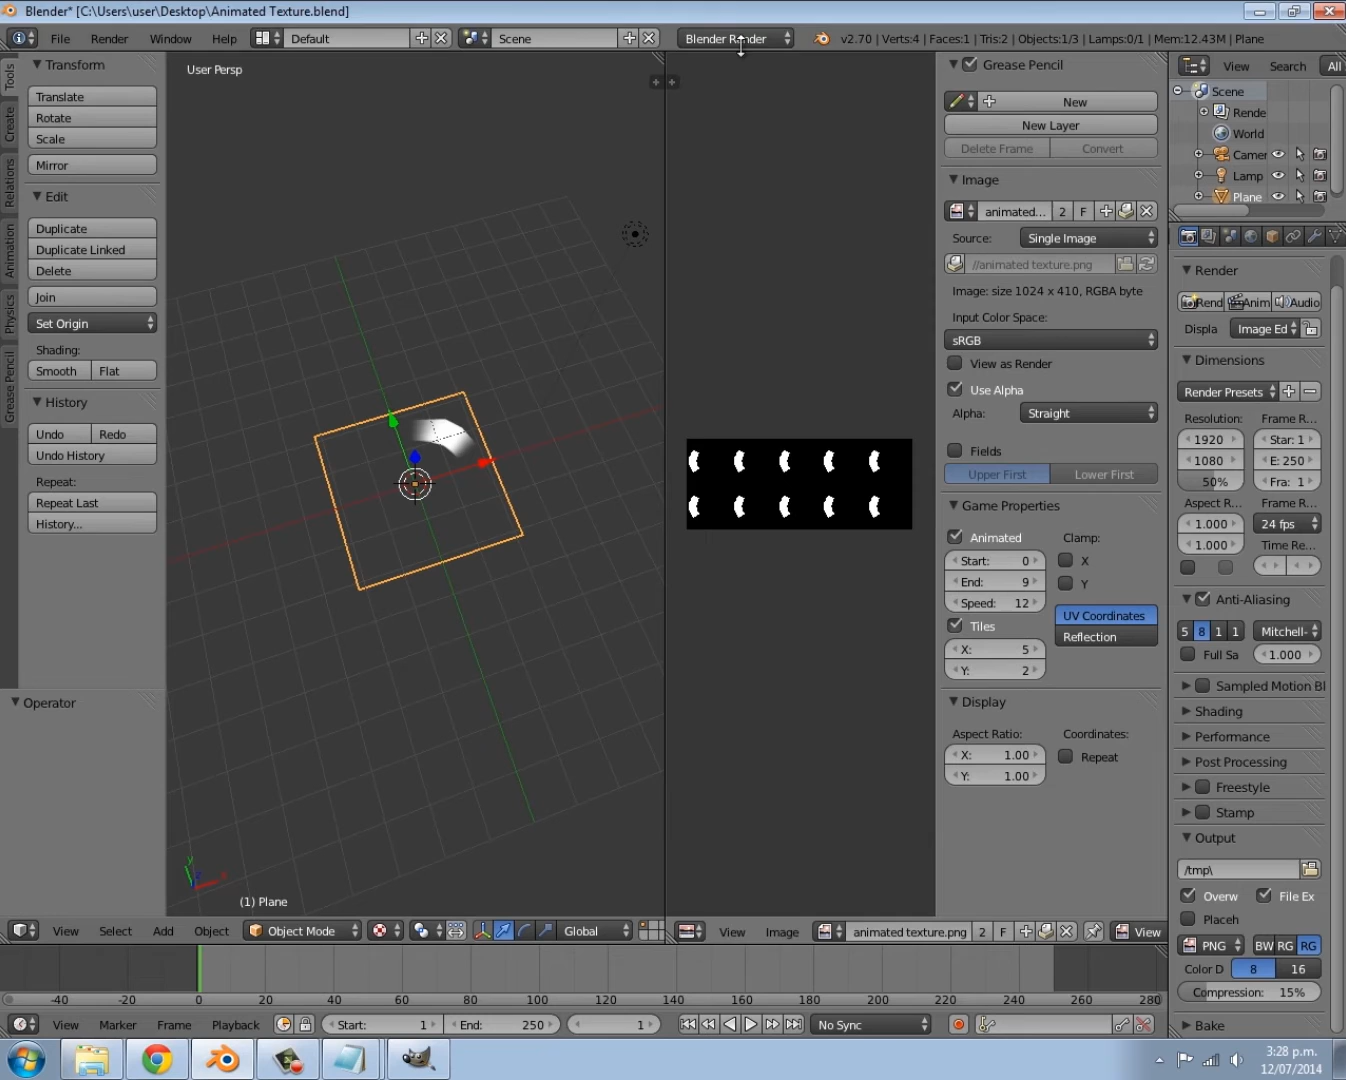 Blender* [C:\Users\user\Desktop\Animated Texture.blend]
File Render Window Help Default Scene Blender Render v2.70 | Verts:4 | Faces:1 | Tris:2 | Objects:1/3 | Lamps:0/1 | Mem:12.43M | Plane
Tools
Create
Relations
Animation
Physics
Grease Pencil
Transform
Translate
Rotate
Scale
Mirror
Edit
Duplicate
Duplicate Linked
Delete
Join
Set Origin
Shading:
Smooth Flat
History
Undo Redo
Undo History
Repeat:
Repeat Last
History...
Operator
User Persp
y
x
z
(1) Plane
View Select Add Object Object Mode Global
Grease Pencil
New
New Layer
Delete Frame Convert
Image
animated... 2 F
Source: Single Image
//animated texture.png
Image: size 1024 x 410, RGBA byte
Input Color Space:
sRGB
View as Render
Use Alpha
Alpha: Straight
Fields
Upper First Lower First
Game Properties
Animated Clamp:
Start: 0 X
End: 9 Y
Speed: 12
Tiles
UV Coordinates
Reflection
X: 5
Y: 2
Display
Aspect Ratio: Coordinates:
X: 1.00 Repeat
Y: 1.00
View Image animated texture.png 2 F View
View Search All
Scene
Rende
World
Camer
Lamp
Plane
Render
Rend Anim Audio
Displa Image Ed
Dimensions
Render Presets
Resolution: Frame R...
1920 Star: 1
1080 E: 250
50% Fra: 1
Aspect R... Frame R...
1.000 24 fps
1.000 Time Re...
Anti-Aliasing
5 8 1 1 Mitchell-
Full Sa 1.000
Sampled Motion Bl
Shading
Performance
Post Processing
Freestyle
Stamp
Output
/tmp\
Overw File Ex
Placeh
PNG BW RG RG
Color D 8 16
Compression: 15%
Bake
-40 -20 0 20 40 60 80 100 120 140 160 180 200 220 240 260 280
View Marker Frame Playback Start: 1 End: 250 1 No Sync
3:28 p.m.
12/07/2014